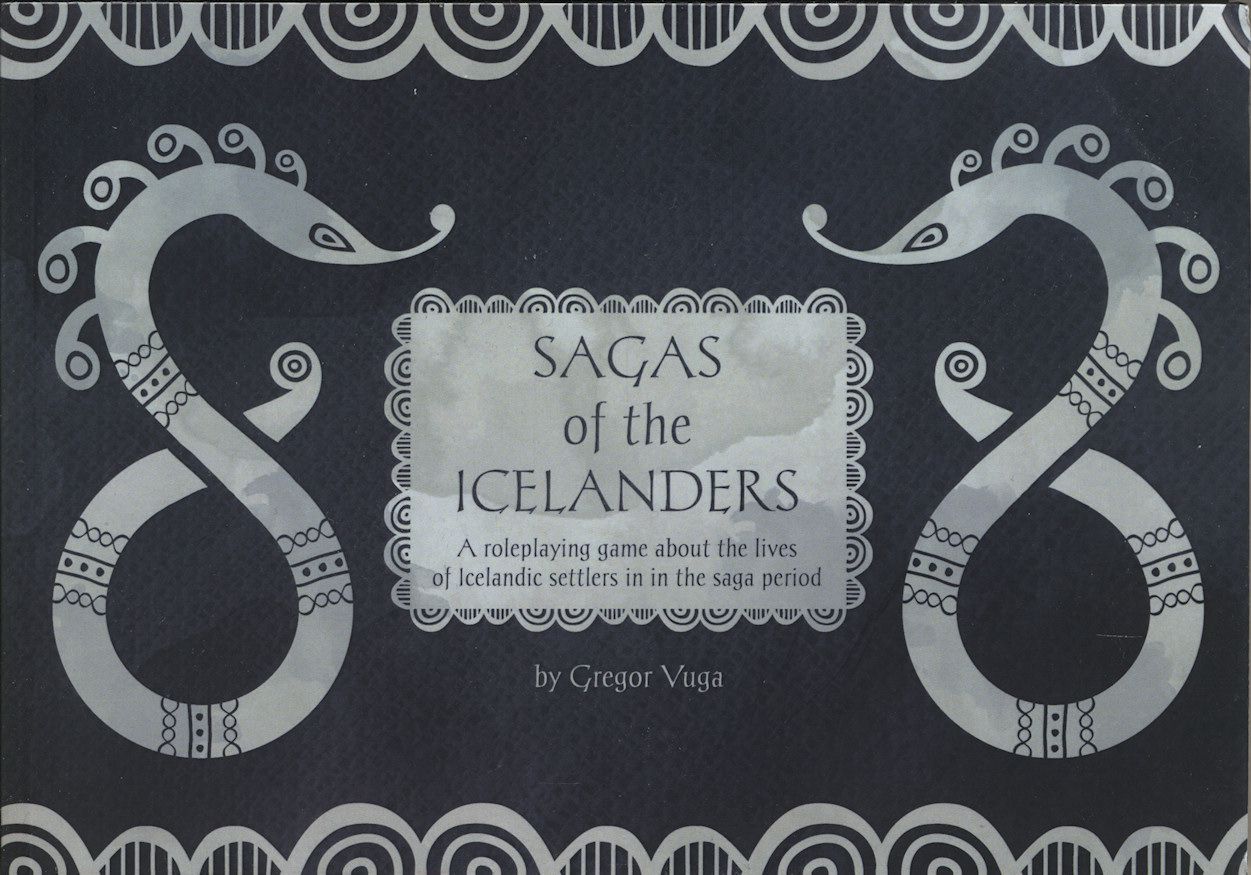 SAGAS
of the
ICELANDERS
A roleplaying game about the lives
of Icelandic settlers in in the saga period
by Gregor Vuga